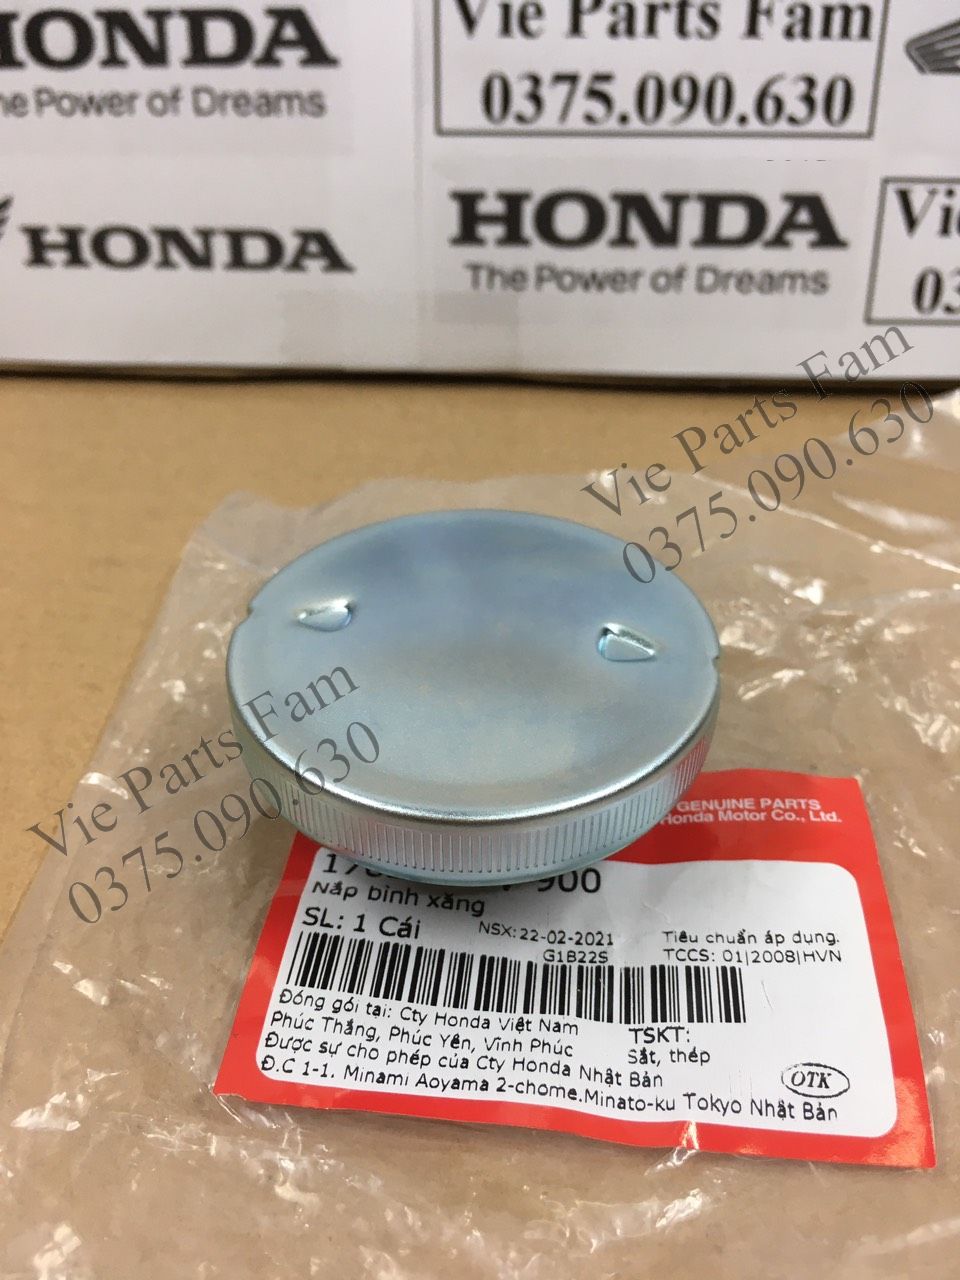 HONDA
The Power of Dreams
Vie Parts Fam
0375.090.630
HONDA
HONDA
The Power of Dreams
Vie Parts Fam
0375.090.630
Vie Parts Fam
0375.090.630
GENUINE PARTS
Honda Motor Co., Ltd.
900
Nắp bình xăng
SL: 1 Cái
NSX: 22-02-2021
G1B22S
Tiêu chuẩn áp dụng.
TCCS: 01|2008|HVN
Đóng gói tại: Cty Honda Việt Nam
Phúc Thắng, Phúc Yên, Vĩnh Phúc
TSKT:
Sắt, thép
Được sự cho phép của Cty Honda Nhật Bản
Đ.C 1-1. Minami Aoyama 2-chome.Minato-ku Tokyo Nhật Bản
OTK